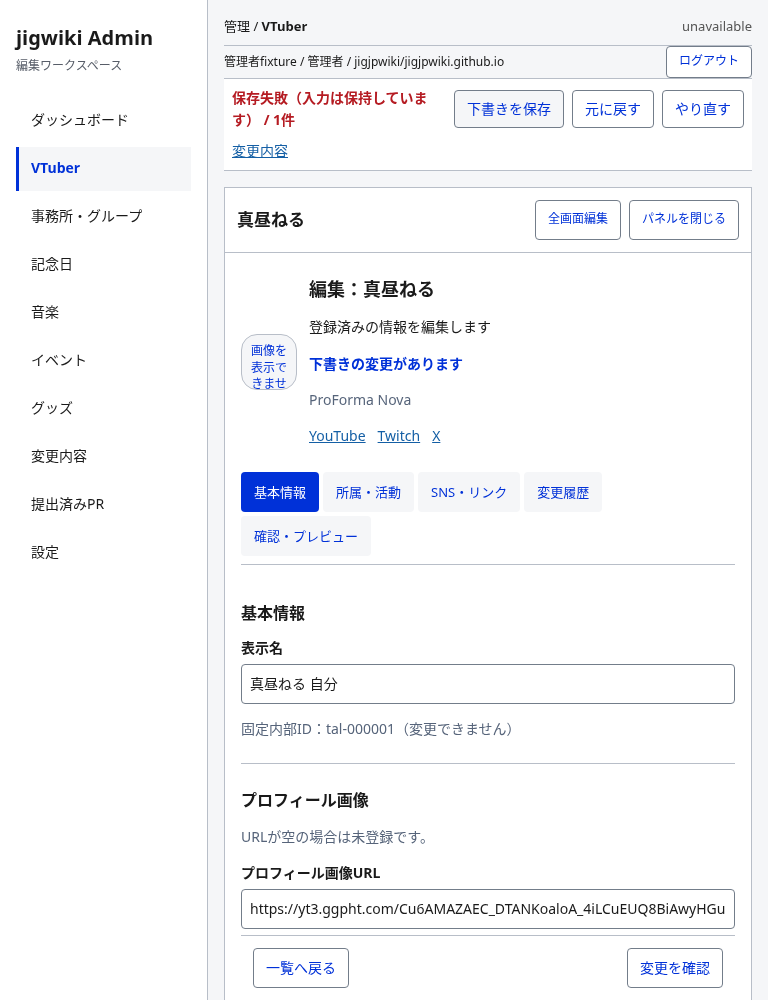 jigwiki Admin
編集ワークスペース
ダッシュボード
VTuber
事務所・グループ
記念日
音楽
イベント
グッズ
変更内容
提出済みPR
設定
管理 / VTuber
unavailable
管理者fixture / 管理者 / jigjpwiki/jigjpwiki.github.io
ログアウト
保存失敗（入力は保持していま
す） / 1件
下書きを保存
元に戻す
やり直す
変更内容
真昼ねる
全画面編集
パネルを閉じる
画像を
表示で
きませ
編集：真昼ねる
登録済みの情報を編集します
下書きの変更があります
ProForma Nova
YouTube Twitch X
基本情報
所属・活動
SNS・リンク
変更履歴
確認・プレビュー
基本情報
表示名
真昼ねる 自分
固定内部ID：tal-000001（変更できません）
プロフィール画像
URLが空の場合は未登録です。
プロフィール画像URL
https://yt3.ggpht.com/Cu6AMAZAEC_DTANKoaloA_4iLCuEUQ8BiAwyHGu
一覧へ戻る
変更を確認